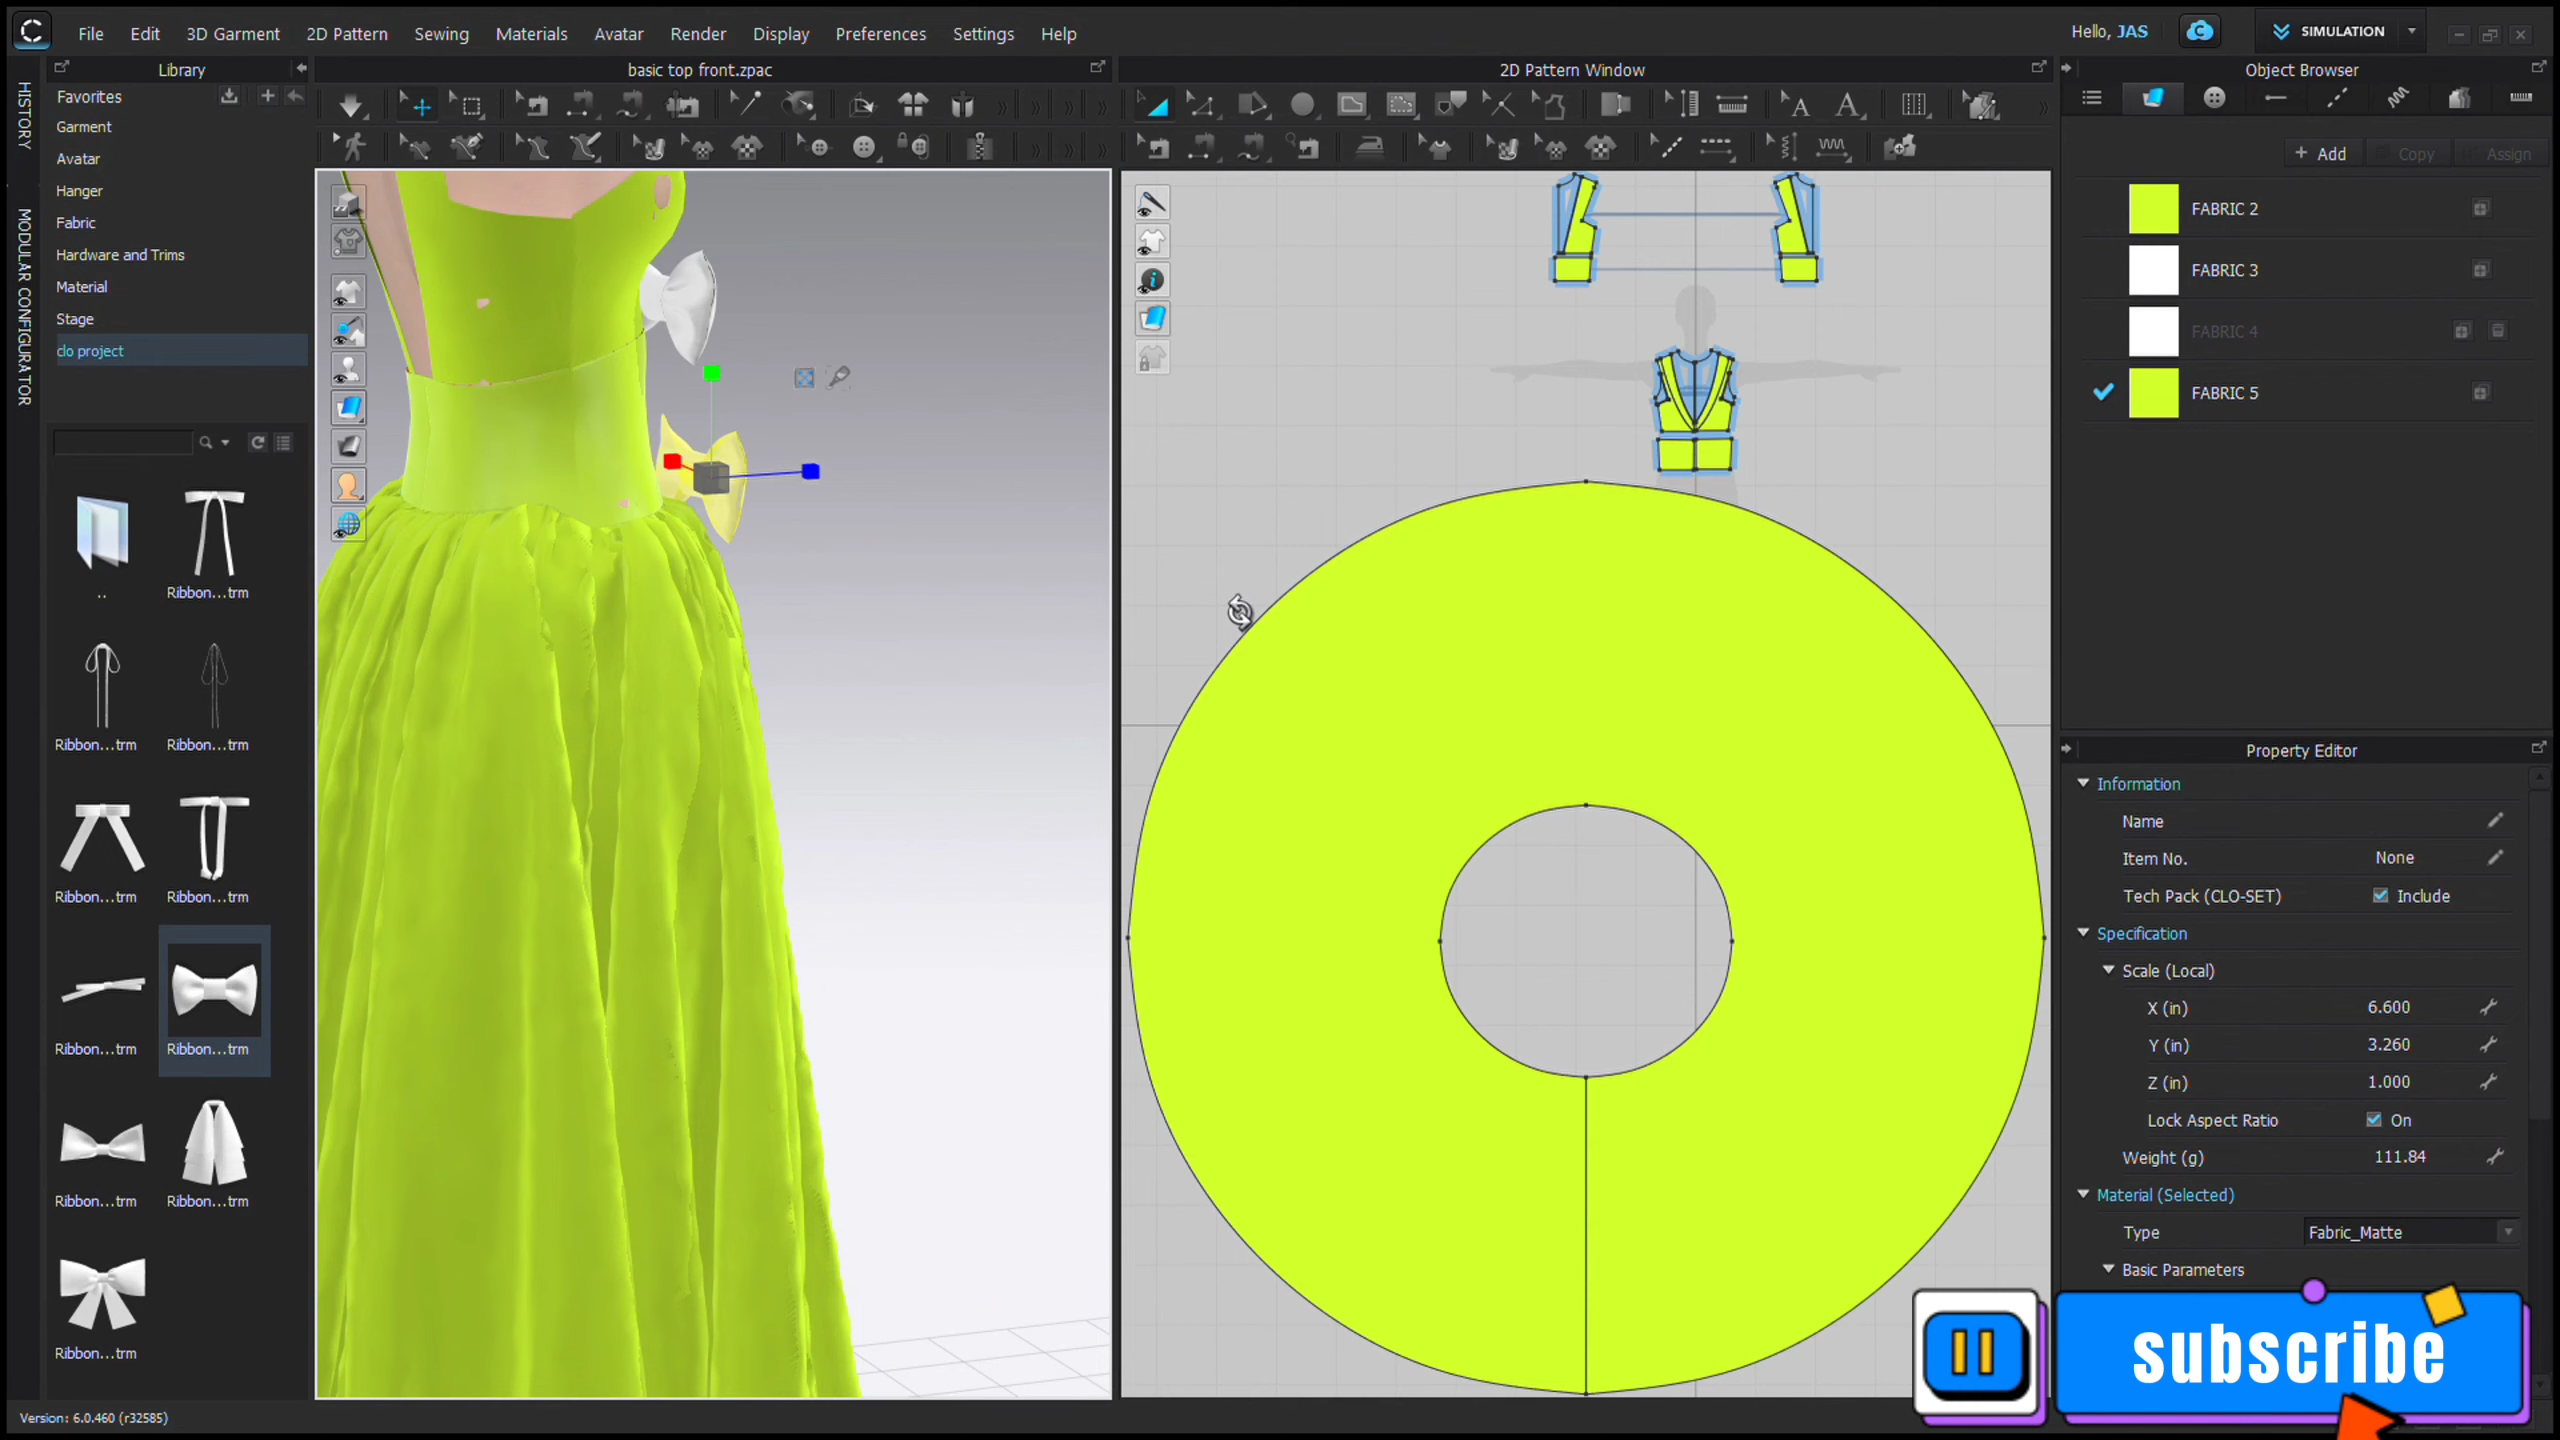 File Edit 3D Garment 2D Pattern Sewing Materials Avatar Render Display Preferences Settings Help
Hello, JAS
SIMULATION
HISTORY
MODULAR CONFIGURATOR
Library
Favorites
Garment
Avatar
Hanger
Fabric
Hardware and Trims
Material
Stage
clo project
..
Ribbon...trm
Ribbon...trm
Ribbon...trm
Ribbon...trm
Ribbon...trm
Ribbon...trm
Ribbon...trm
Ribbon...trm
Ribbon...trm
Ribbon...trm
Version: 6.0.460 (r32585)
basic top front.zpac
2D Pattern Window
Object Browser
+ Add Copy Assign
FABRIC 2
FABRIC 3
FABRIC 4
FABRIC 5
Property Editor
Information
Name
Item No. None
Tech Pack (CLO-SET) Include
Specification
Scale (Local)
X (in) 6.600
Y (in) 3.260
Z (in) 1.000
Lock Aspect Ratio On
Weight (g) 111.84
Material (Selected)
Type Fabric_Matte
Basic Parameters
subscribe